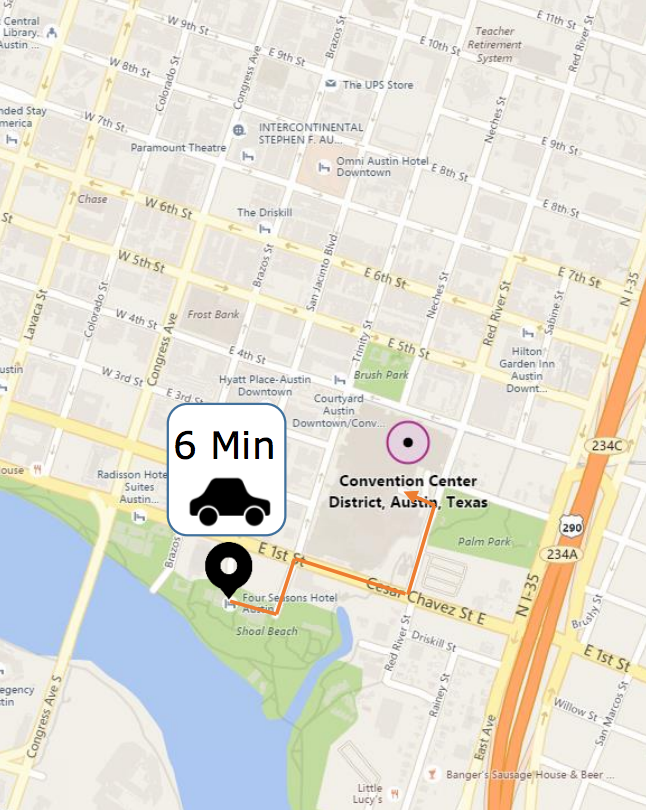 Central
Library.
Austin ...
W 9th St
Brazos St
E 11th St
Teacher
Retirement
System
Red River St
E 10th St
W 8th St
Colorado St
Congress Ave
E 9th St
The UPS Store
nded Stay
merica
W 7th St
INTERCONTINENTAL
STEPHEN F. AU...
Neches St
E 9th St
Paramount Theatre
Omni Austin Hotel
Downtown
E 8th St
E 8th St
Chase
W 6th St
The Driskill
St
W 5th St
Brazos St
San Jacinto Blvd
E 6th St
E 7th St
N I-35
Lavaca St
Colorado St
Neches St
Red River St
Sabine St
W 4th St
Congress Ave
Frost Bank
Trinity St
E 4th St
E 5th St
Hilton
Garden Inn
Austin
Downt...
W 3rd St
E 3rd St
Hyatt Place-Austin
Downtown
Brush Park
ustin
Courtyard
Austin
Downtown/Conv...
6 Min
234C
ouse
Radisson Hote
Suites
Austin...
Convention Center
District, Austin, Texas
290
Palm Park
234A
Brazos
E 1st St
Cesar Chavez St E
N I-35
Four Seasons Hotel
Austin
Shoal Beach
Brushy St
Red River St
Driskill St
E 1st St
Rainey St
San Marcos St
Willow St
egency
tin
Congress Ave S
East Ave
Banger's Sausage House & Beer ...
Little
Lucy's